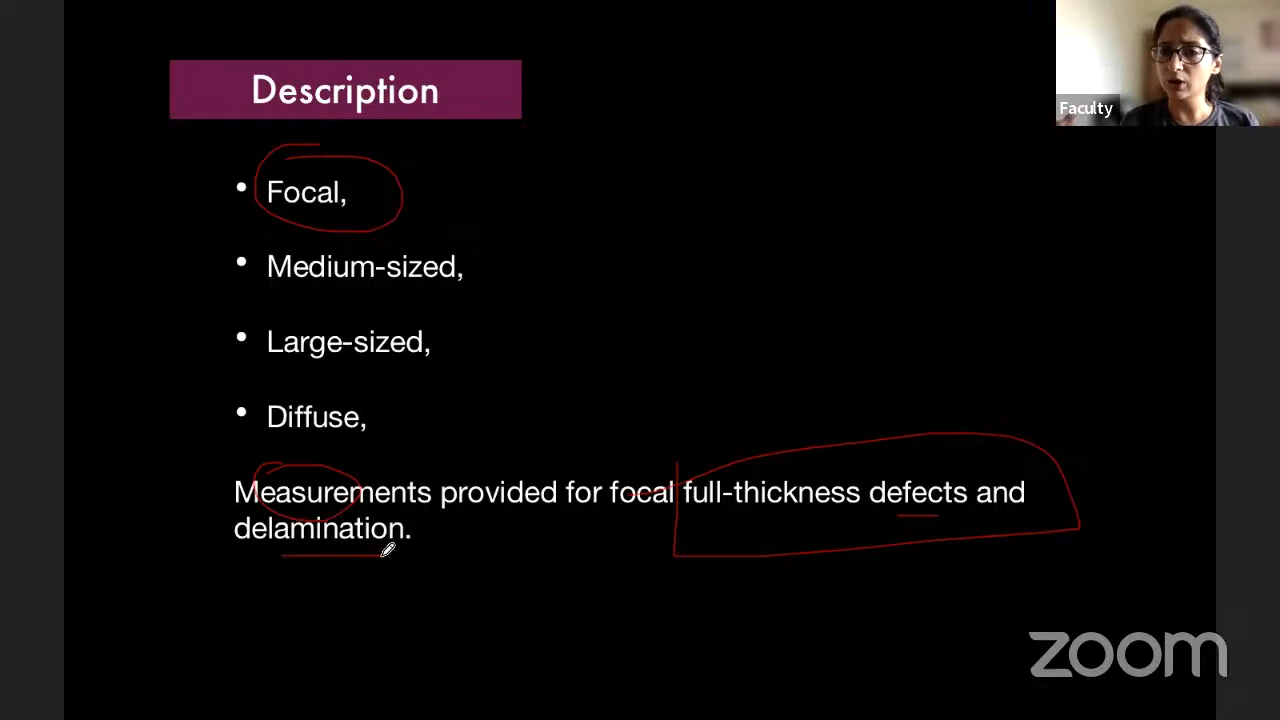 Description
Faculty
• Focal,
• Medium-sized,
• Large-sized,
• Diffuse,
Measurements provided for focal full-thickness defects and
delamination.
zoom